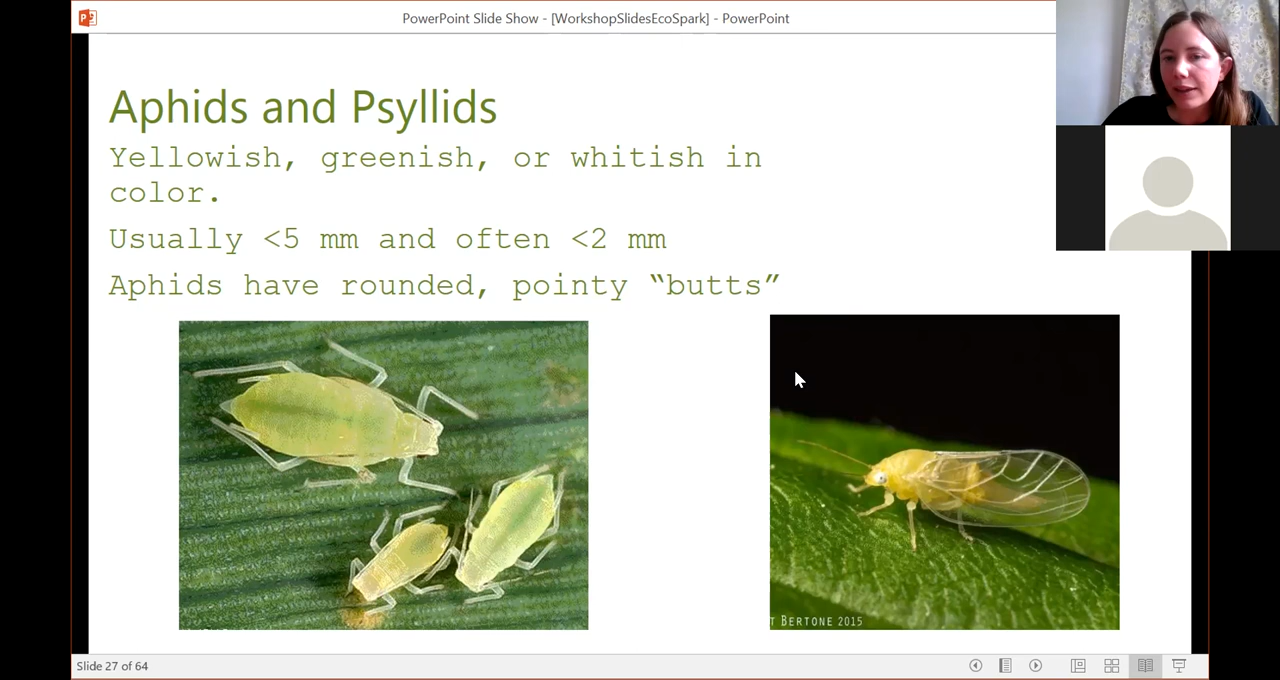 PowerPoint Slide Show - [WorkshopSlidesEcoSpark] - PowerPoint
Aphids and Psyllids
Yellowish, greenish, or whitish in
color.
Usually <5 mm and often <2 mm
Aphids have rounded, pointy “butts”
T BERTONE 2015
Slide 27 of 64